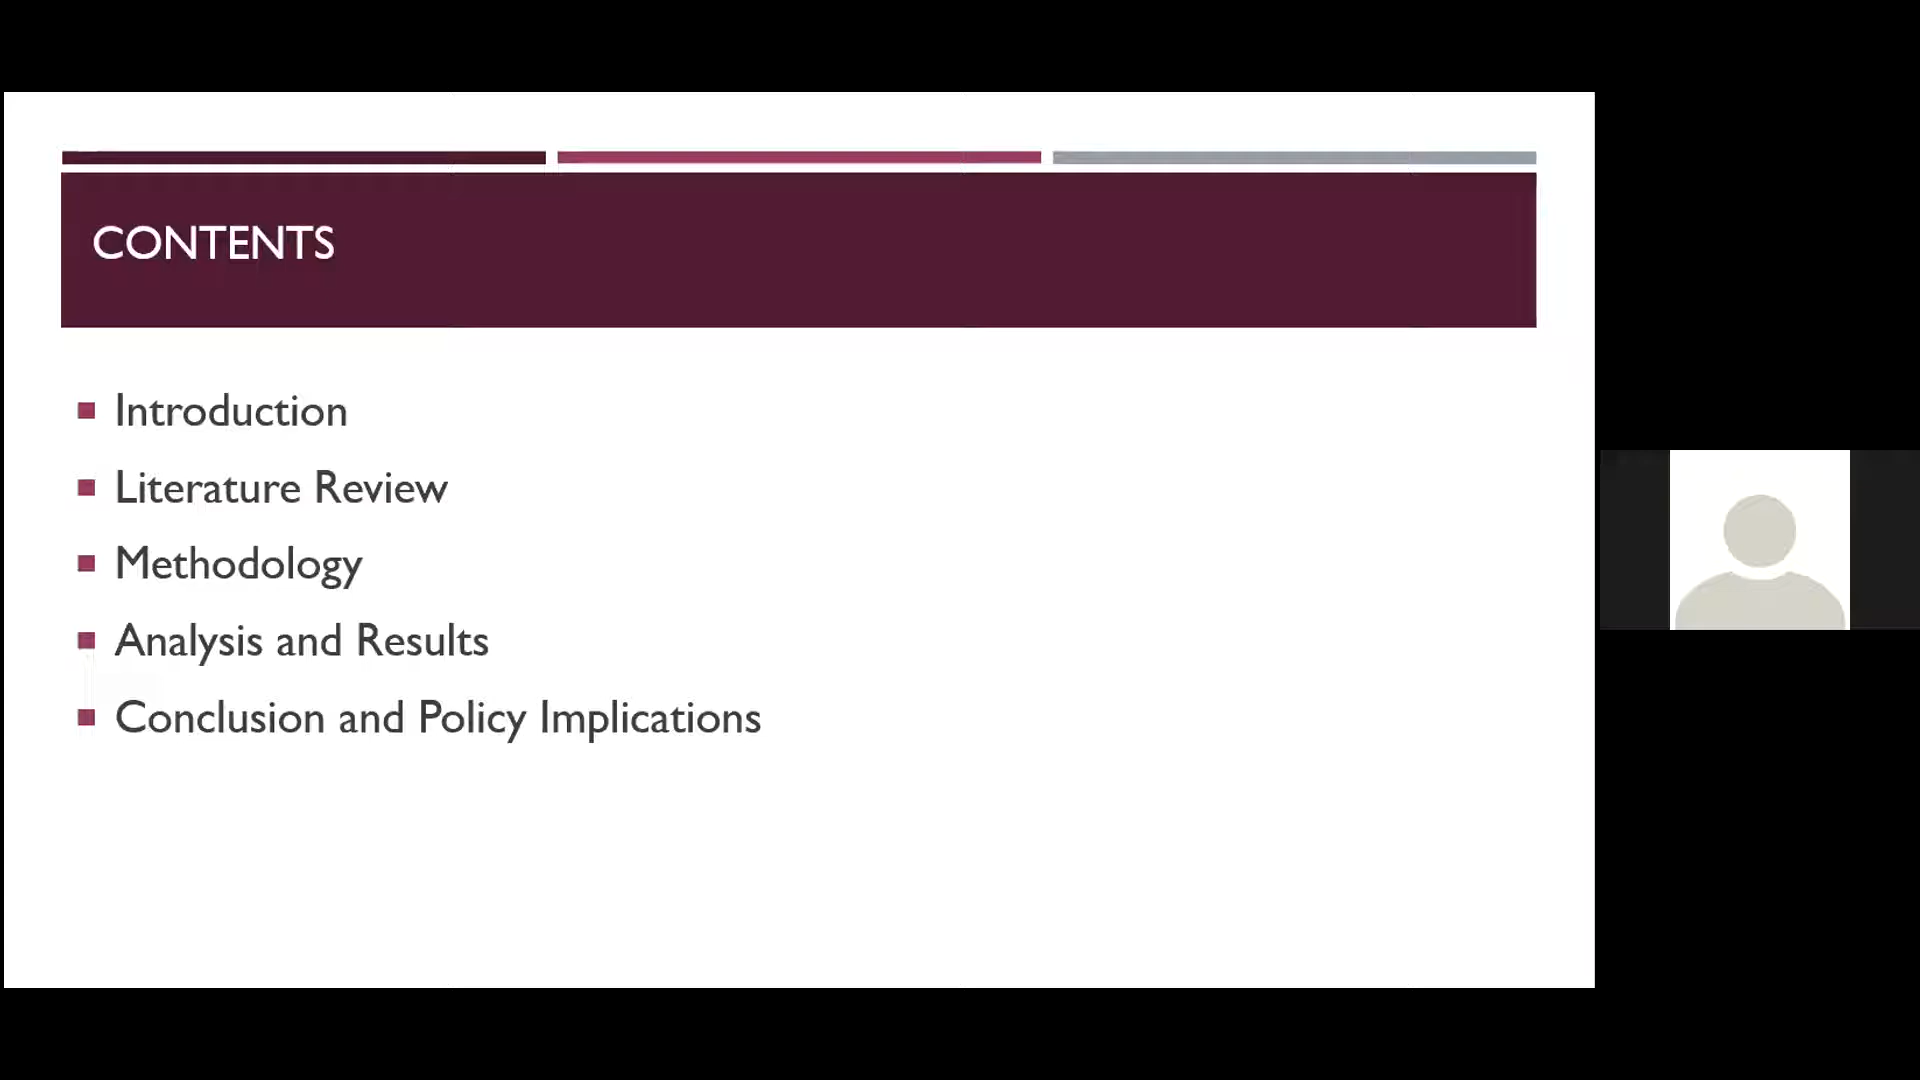 CONTENTS
Introduction
Literature Review
Methodology
Analysis and Results
Conclusion and Policy Implications